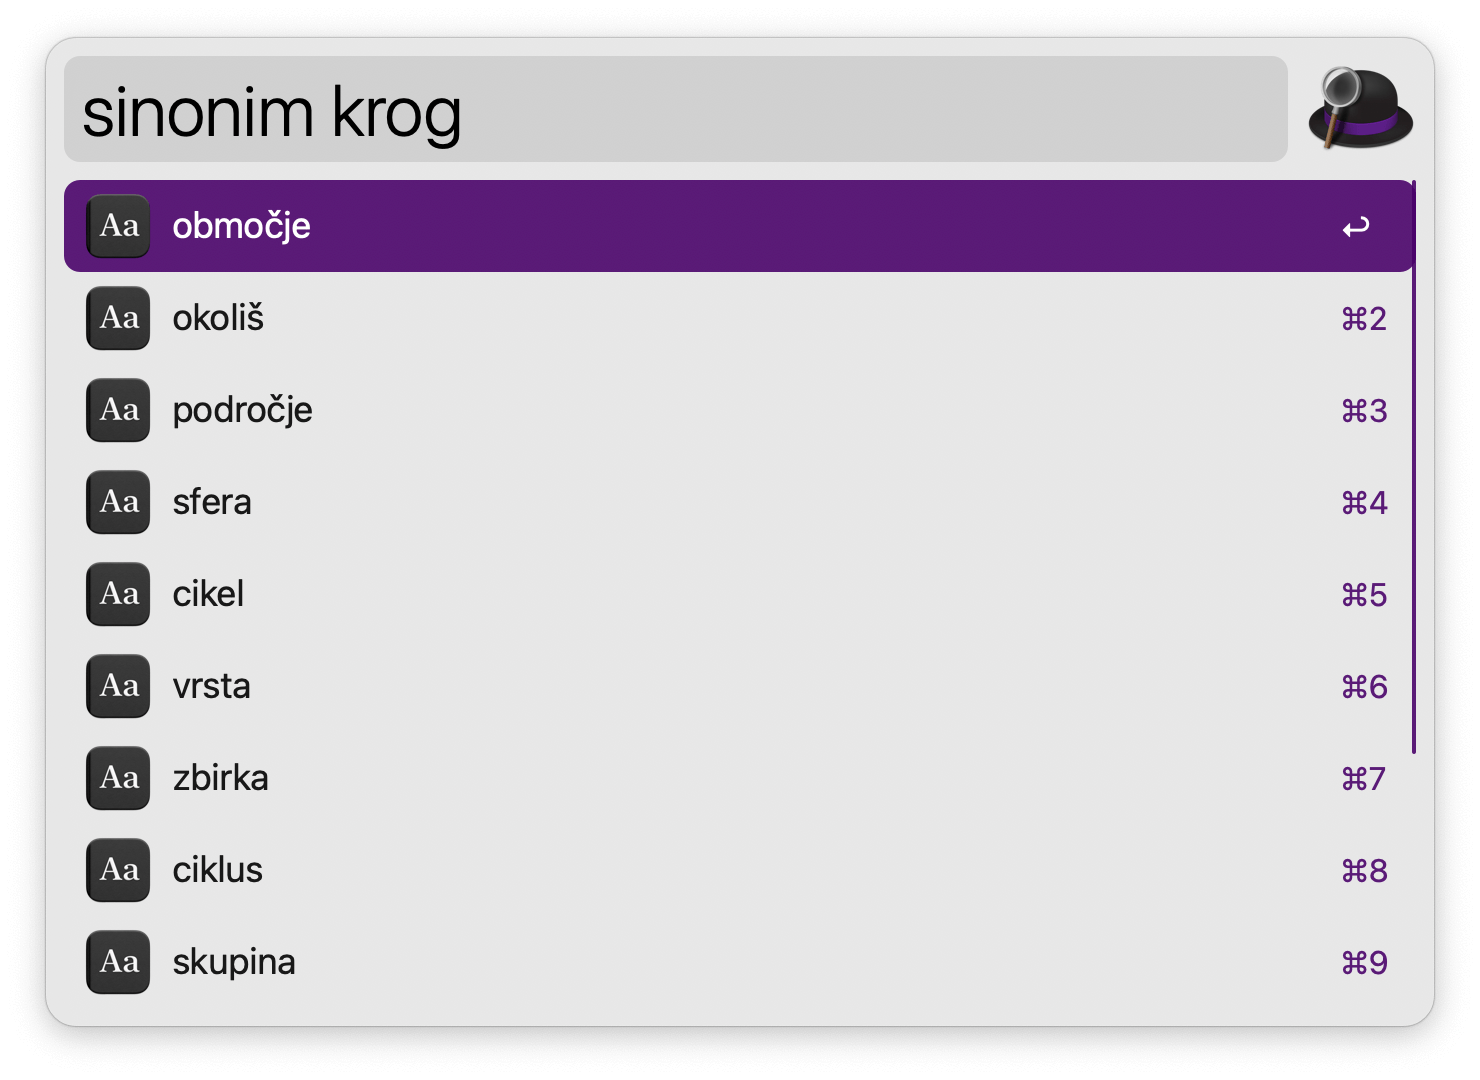 sinonim krog
Aa območje ↩
Aa okoliš ⌘2
Aa področje ⌘3
Aa sfera ⌘4
Aa cikel ⌘5
Aa vrsta ⌘6
Aa zbirka ⌘7
Aa ciklus ⌘8
Aa skupina ⌘9